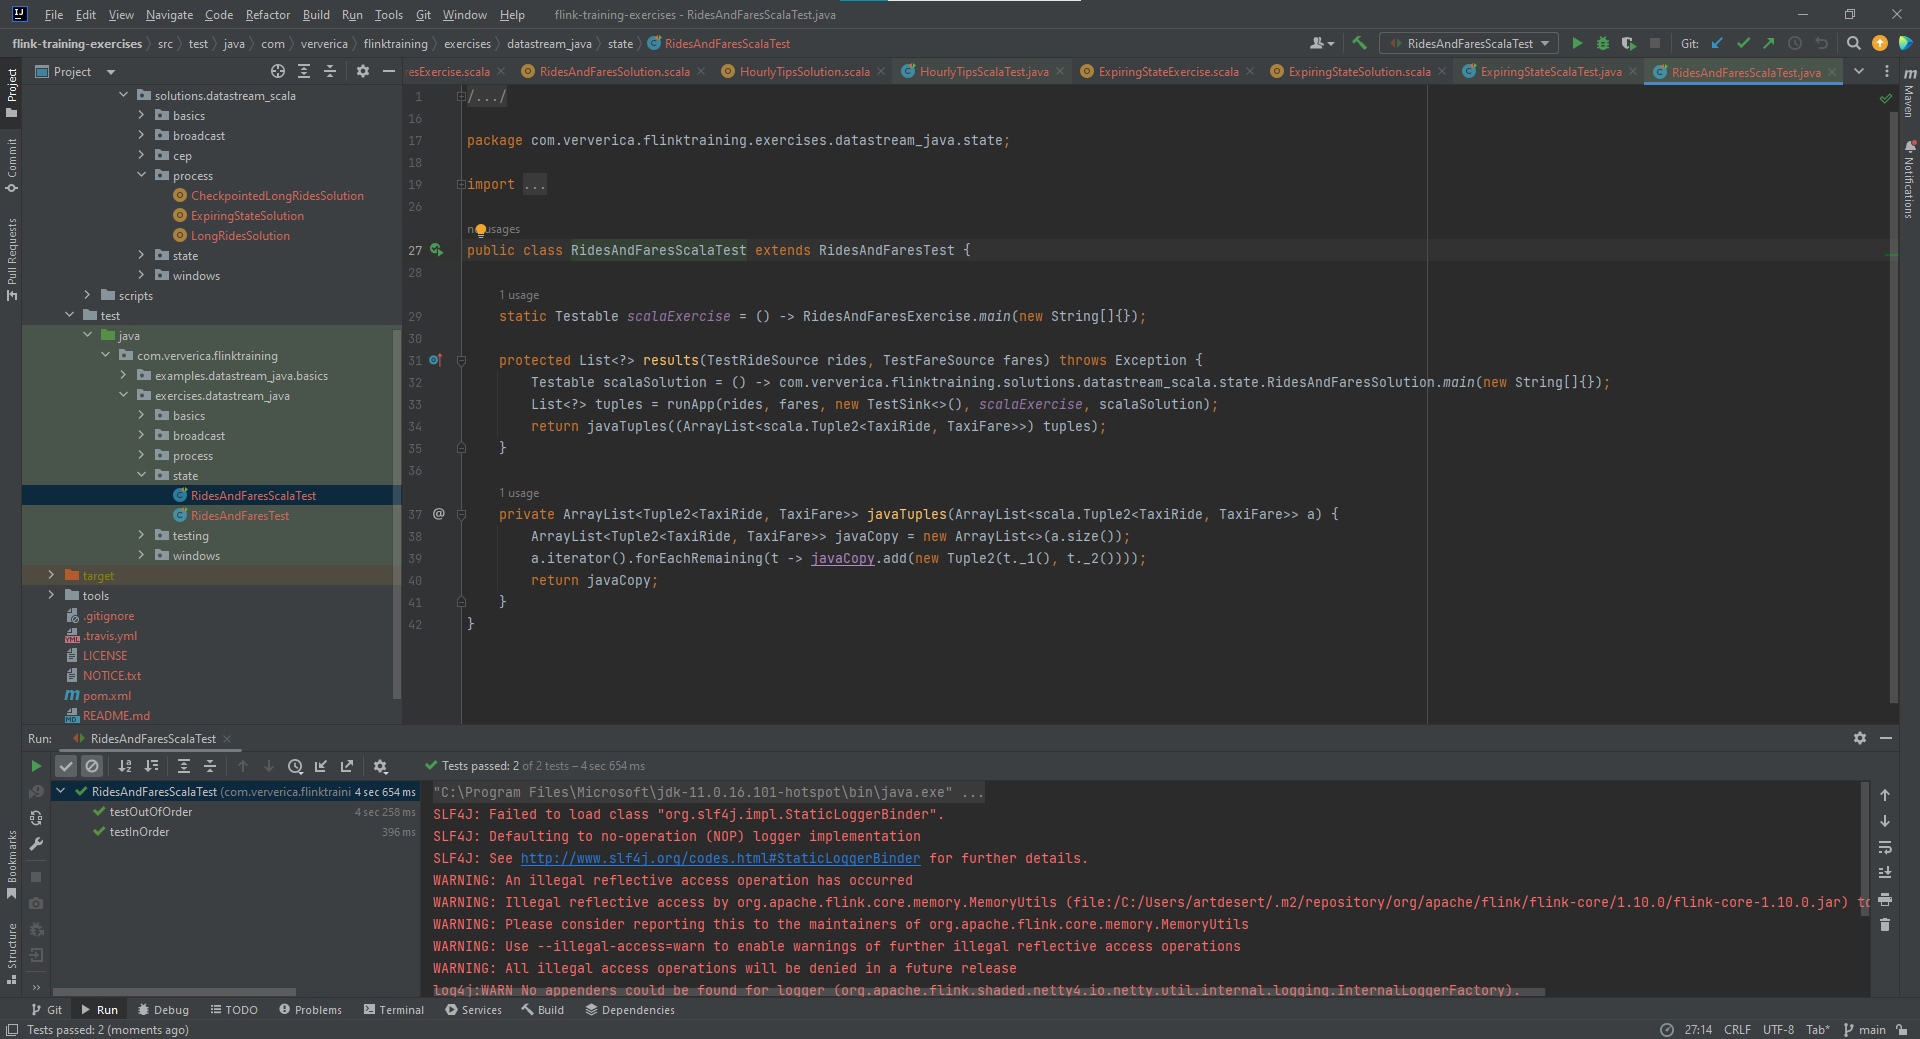 File Edit View Navigate Code Refactor Build Run Tools Git Window Help flink-training-exercises - RidesAndFaresScalaTest.java
flink-training-exercises src test java com ververica flinktraining exercises datastream_java state RidesAndFaresScalaTest
RidesAndFaresScalaTest
Git:
Project
Project
Commit
Pull Requests
Bookmarks
Structure
esExercise.scala RidesAndFaresSolution.scala HourlyTipsSolution.scala HourlyTipsScalaTest.java ExpiringStateExercise.scala ExpiringStateSolution.scala ExpiringStateScalaTest.java RidesAndFaresScalaTest.java
Maven
Notifications
solutions.datastream_scala
basics
broadcast
cep
process
CheckpointedLongRidesSolution
ExpiringStateSolution
LongRidesSolution
state
windows
scripts
test
java
com.ververica.flinktraining
examples.datastream_java.basics
exercises.datastream_java
basics
broadcast
process
state
RidesAndFaresScalaTest
RidesAndFaresTest
testing
windows
target
tools
.gitignore
.travis.yml
LICENSE
NOTICE.txt
pom.xml
README.md
1 /.../
16
17 package com.ververica.flinktraining.exercises.datastream_java.state;
18
19 import ...
26
no usages
27 public class RidesAndFaresScalaTest extends RidesAndFaresTest {
28
1 usage
29 static Testable scalaExercise = () -> RidesAndFaresExercise.main(new String[]{});
30
31 protected List<?> results(TestRideSource rides, TestFareSource fares) throws Exception {
32 Testable scalaSolution = () -> com.ververica.flinktraining.solutions.datastream_scala.state.RidesAndFaresSolution.main(new String[]{});
33 List<?> tuples = runApp(rides, fares, new TestSink<>(), scalaExercise, scalaSolution);
34 return javaTuples((ArrayList<scala.Tuple2<TaxiRide, TaxiFare>>) tuples);
35 }
36
1 usage
37 @ private ArrayList<Tuple2<TaxiRide, TaxiFare>> javaTuples(ArrayList<scala.Tuple2<TaxiRide, TaxiFare>> a) {
38 ArrayList<Tuple2<TaxiRide, TaxiFare>> javaCopy = new ArrayList<>(a.size());
39 a.iterator().forEachRemaining(t -> javaCopy.add(new Tuple2(t._1(), t._2())));
40 return javaCopy;
41 }
42 }
Run: RidesAndFaresScalaTest
Tests passed: 2 of 2 tests – 4 sec 654 ms
RidesAndFaresScalaTest (com.ververica.flinktraini 4 sec 654 ms
testOutOfOrder 4 sec 258 ms
testInOrder 396 ms
"C:\Program Files\Microsoft\jdk-11.0.16.101-hotspot\bin\java.exe" ...
SLF4J: Failed to load class "org.slf4j.impl.StaticLoggerBinder".
SLF4J: Defaulting to no-operation (NOP) logger implementation
SLF4J: See http://www.slf4j.org/codes.html#StaticLoggerBinder for further details.
WARNING: An illegal reflective access operation has occurred
WARNING: Illegal reflective access by org.apache.flink.core.memory.MemoryUtils (file:/C:/Users/artdesert/.m2/repository/org/apache/flink/flink-core/1.10.0/flink-core-1.10.0.jar) to
WARNING: Please consider reporting this to the maintainers of org.apache.flink.core.memory.MemoryUtils
WARNING: Use --illegal-access=warn to enable warnings of further illegal reflective access operations
WARNING: All illegal access operations will be denied in a future release
log4j:WARN No appenders could be found for logger (org.apache.flink.shaded.netty4.io.netty.util.internal.logging.InternalLoggerFactory).
Git Run Debug TODO Problems Terminal Services Build Dependencies
Tests passed: 2 (moments ago) 27:14 CRLF UTF-8 Tab* main